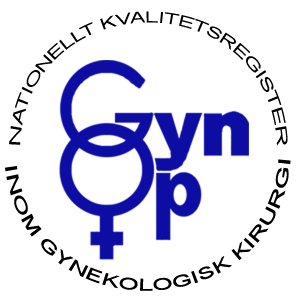 NATIONELLT KVALITETSREGISTER
Gyn
Op
INOM GYNEKOLOGISK KIRURGI